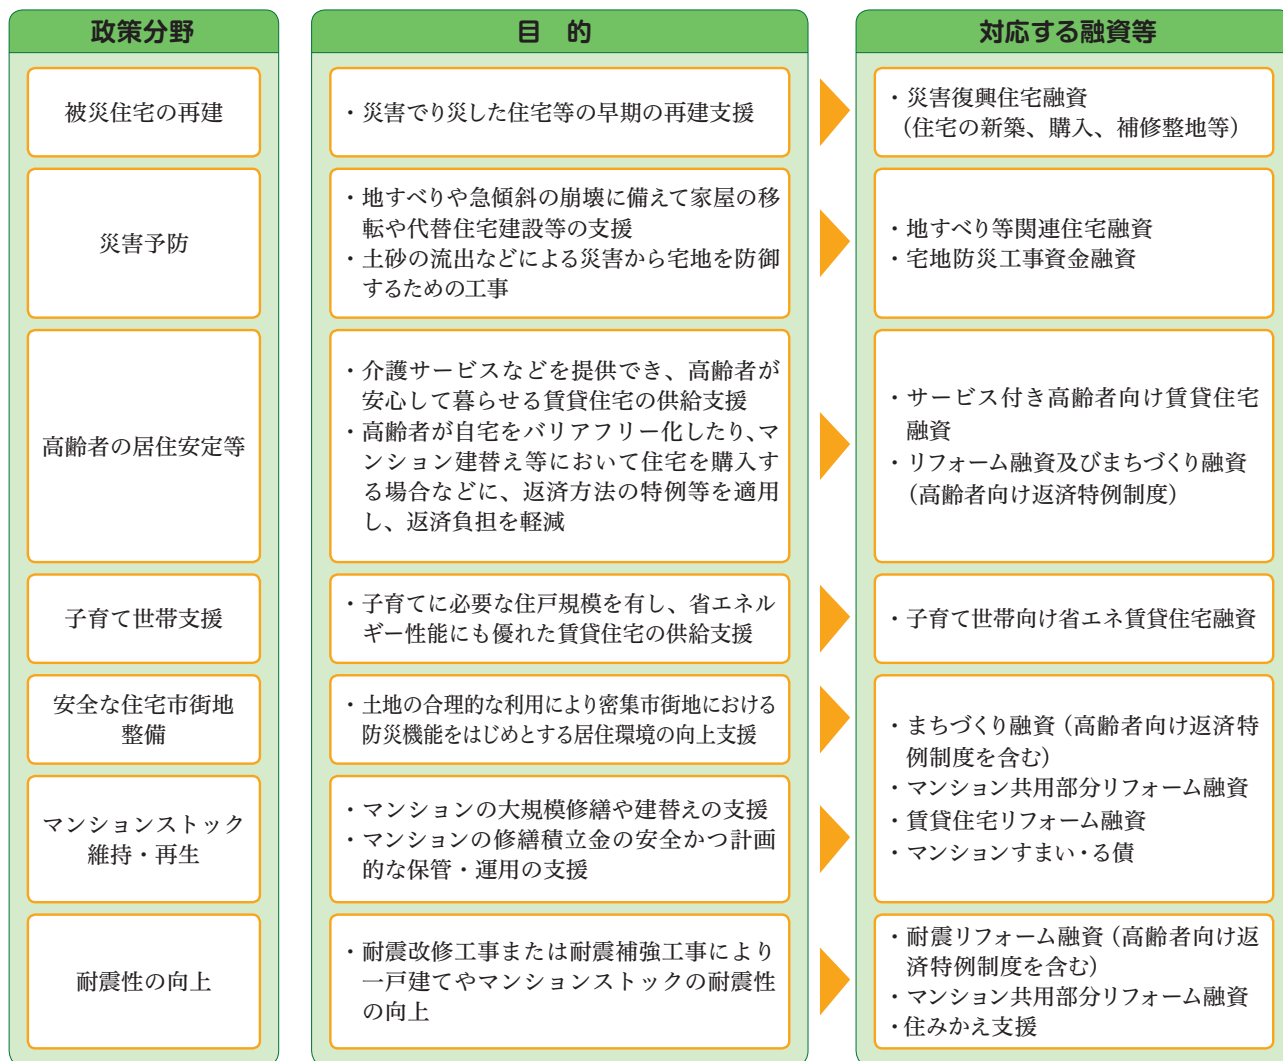 政策分野
目　的
対応する融資等
被災住宅の再建
・災害でり災した住宅等の早期の再建支援
・災害復興住宅融資
（住宅の新築、購入、補修整地等）
災害予防
・地すべりや急傾斜の崩壊に備えて家屋の移
転や代替住宅建設等の支援
・土砂の流出などによる災害から宅地を防御
するための工事
・地すべり等関連住宅融資
・宅地防災工事資金融資
高齢者の居住安定等
・介護サービスなどを提供でき、高齢者が
安心して暮らせる賃貸住宅の供給支援
・高齢者が自宅をバリアフリー化したり、マ
ンション建替え等において住宅を購入す
る場合などに、返済方法の特例等を適用
し、返済負担を軽減
・サービス付き高齢者向け賃貸住宅
融資
・リフォーム融資及びまちづくり融資
（高齢者向け返済特例制度）
子育て世帯支援
・子育てに必要な住戸規模を有し、省エネル
ギー性能にも優れた賃貸住宅の供給支援
・子育て世帯向け省エネ賃貸住宅融資
安全な住宅市街地
整備
・土地の合理的な利用により密集市街地における
防災機能をはじめとする居住環境の向上支援
マンションストック
維持・再生
・マンションの大規模修繕や建替えの支援
・マンションの修繕積立金の安全かつ計画
的な保管・運用の支援
・まちづくり融資（高齢者向け返済特
例制度を含む）
・マンション共用部分リフォーム融資
・賃貸住宅リフォーム融資
・マンションすまい・る債
耐震性の向上
・耐震改修工事または耐震補強工事により
一戸建てやマンションストックの耐震性
の向上
・耐震リフォーム融資（高齢者向け返
済特例制度を含む）
・マンション共用部分リフォーム融資
・住みかえ支援